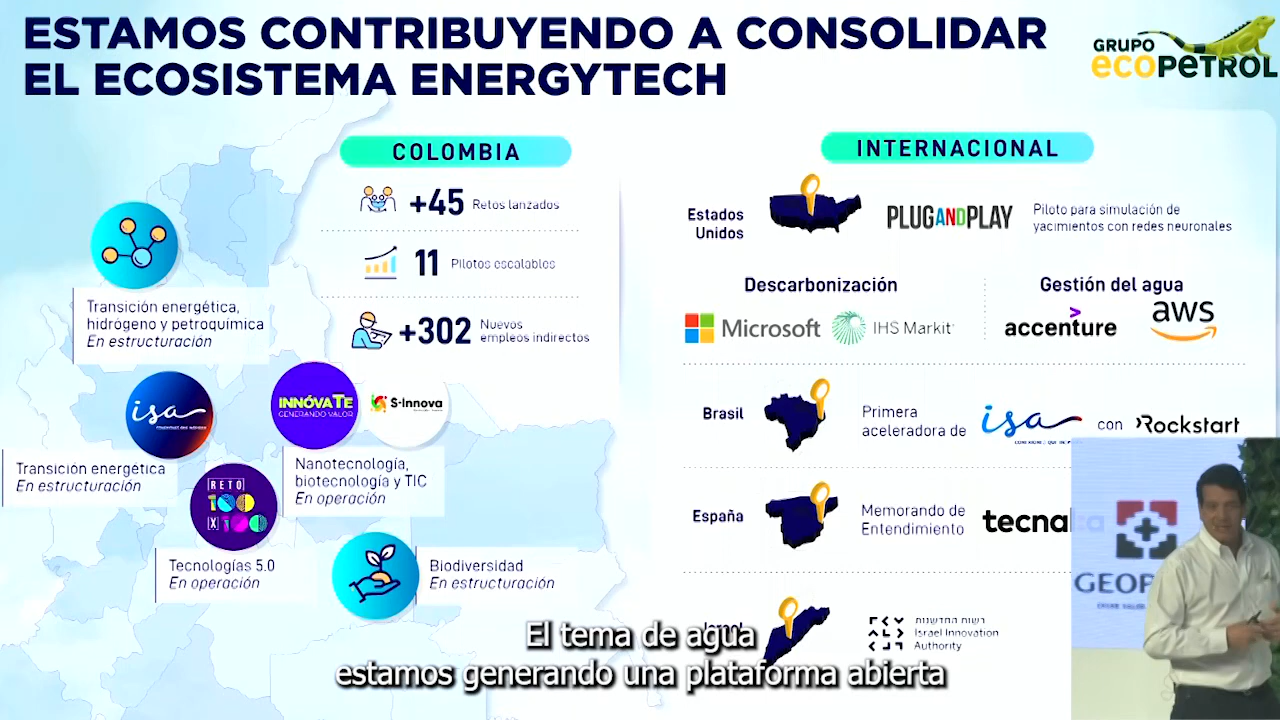 ESTAMOS CONTRIBUYENDO A CONSOLIDAR
EL ECOSISTEMA ENERGYTECH
GRUPO
ecopetrol
COLOMBIA
+45 Retos lanzados
11 Pilotos escalables
+302 Nuevos
empleos indirectos
Transición energética,
hidrógeno y petroquímica
En estructuración
isa
INNÓVATE
GENERANDO VALOR
S-Innova
Transición energética
En estructuración
Nanotecnología,
biotecnología y TIC
En operación
RETO
100
X 100
Tecnologías 5.0
En operación
Biodiversidad
En estructuración
INTERNACIONAL
Estados
Unidos
PLUGANDPLAY
Piloto para simulación de
yacimientos con redes neuronales
Descarbonización
Microsoft
IHS Markit
Gestión del agua
accenture
aws
Brasil
Primera
aceleradora de
isa
con
Rockstart
España
Memorando de
Entendimiento
Israel
רשות החדשנות
Israel Innovation
Authority
El tema de agua
estamos generando una plataforma abierta